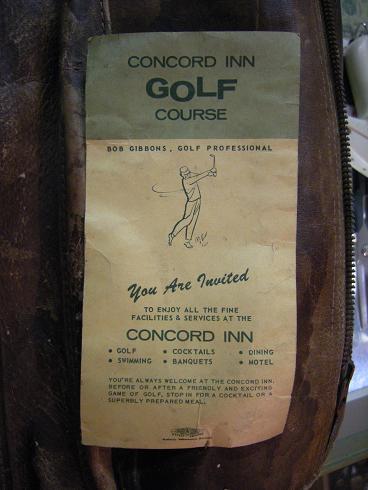 CONCORD INN
GOLF
COURSE
BOB GIBBONS, GOLF PROFESSIONAL
You Are Invited
TO ENJOY ALL THE FINE
FACILITIES & SERVICES AT THE
CONCORD INN
• GOLF • COCKTAILS • DINING
• SWIMMING • BANQUETS • MOTEL
YOU'RE ALWAYS WELCOME AT THE CONCORD INN.
BEFORE OR AFTER A FRIENDLY AND EXCITING
GAME OF GOLF, STOP IN FOR A COCKTAIL OR A
SUPERBLY PREPARED MEAL.